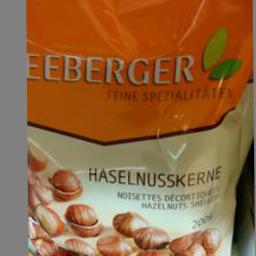 EEBERGER
FEINE SPEZIALITÄTEN
HASELNUSSKERNE
NOISETTES DÉCORTIQUÉES
HAZELNUTS SHELLED
200g